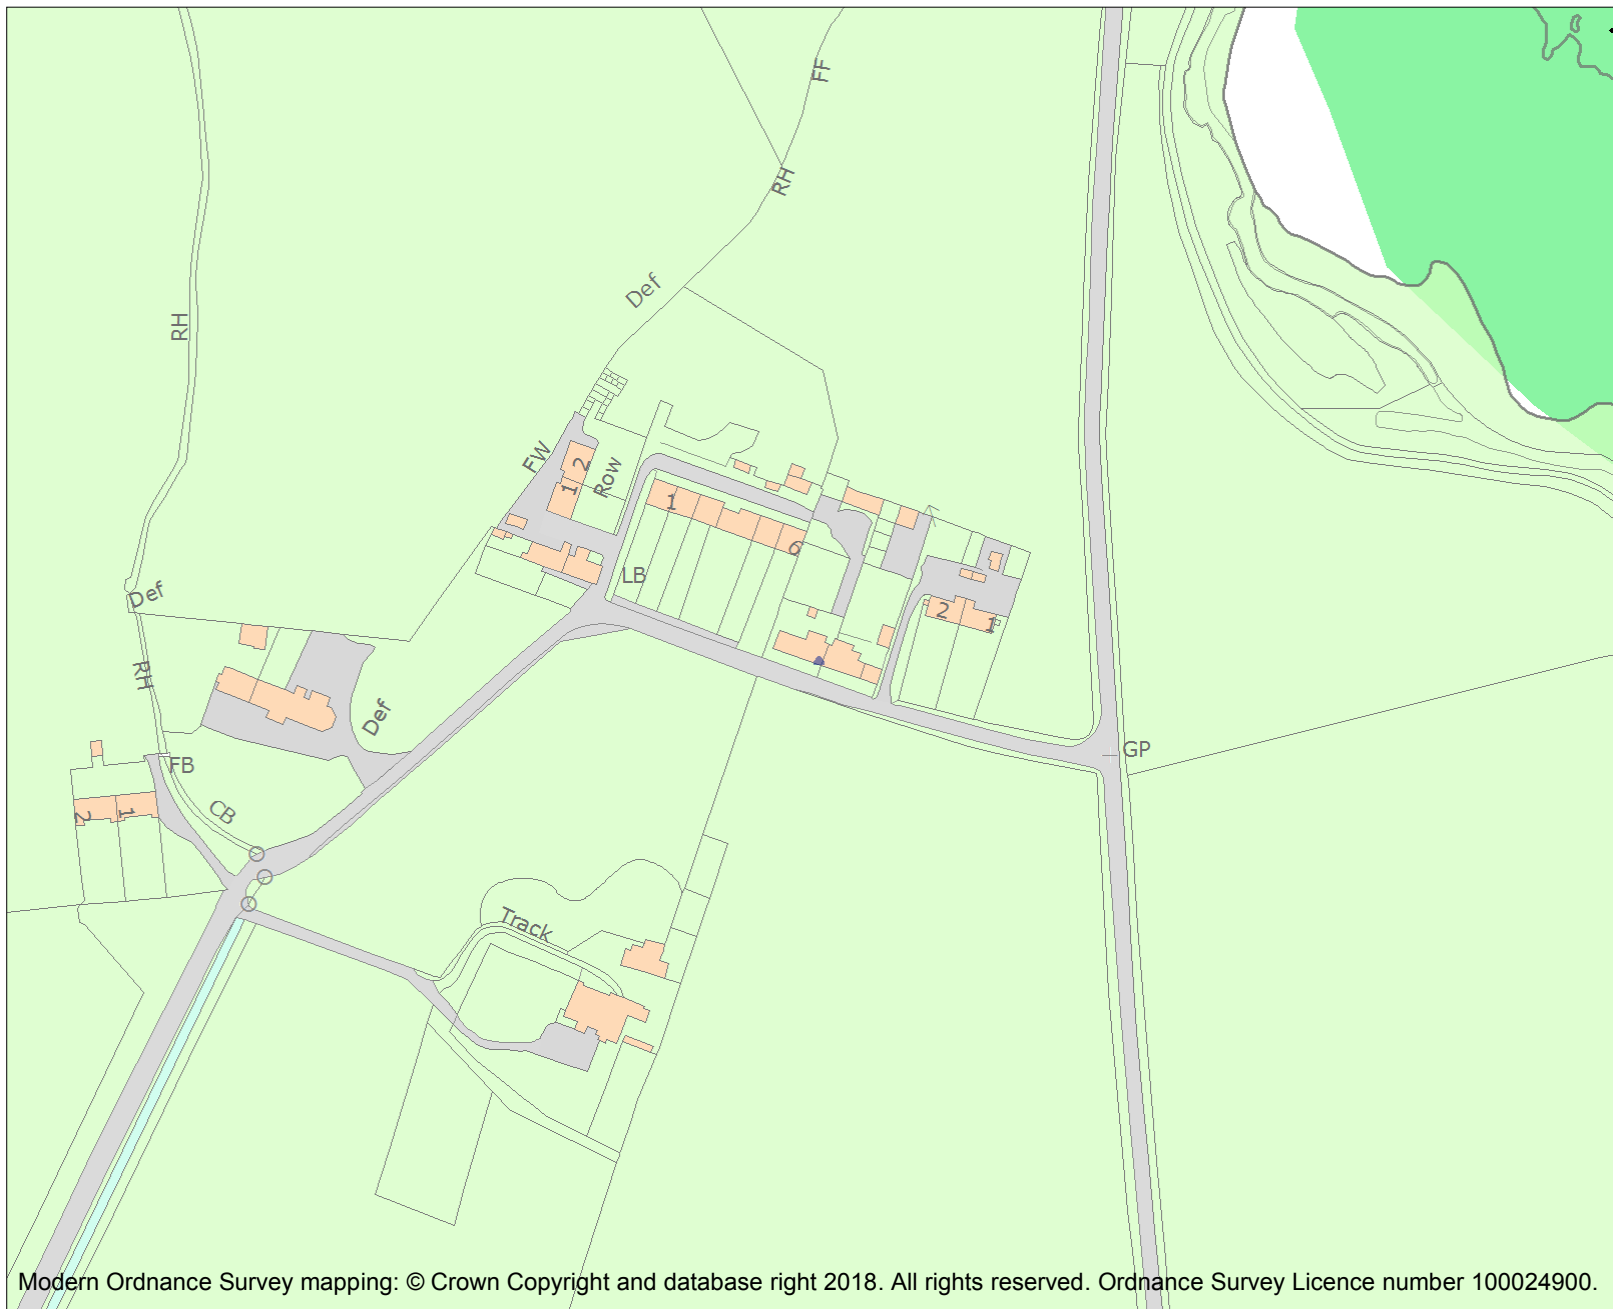 FF
RH
Def
RH
FW
2
1
Row
1
6
LB
2
1
Def
RH
Def
GP
FB
CB
2
1
Track
Modern Ordnance Survey mapping: © Crown Copyright and database right 2018. All rights reserved. Ordnance Survey Licence number 100024900.